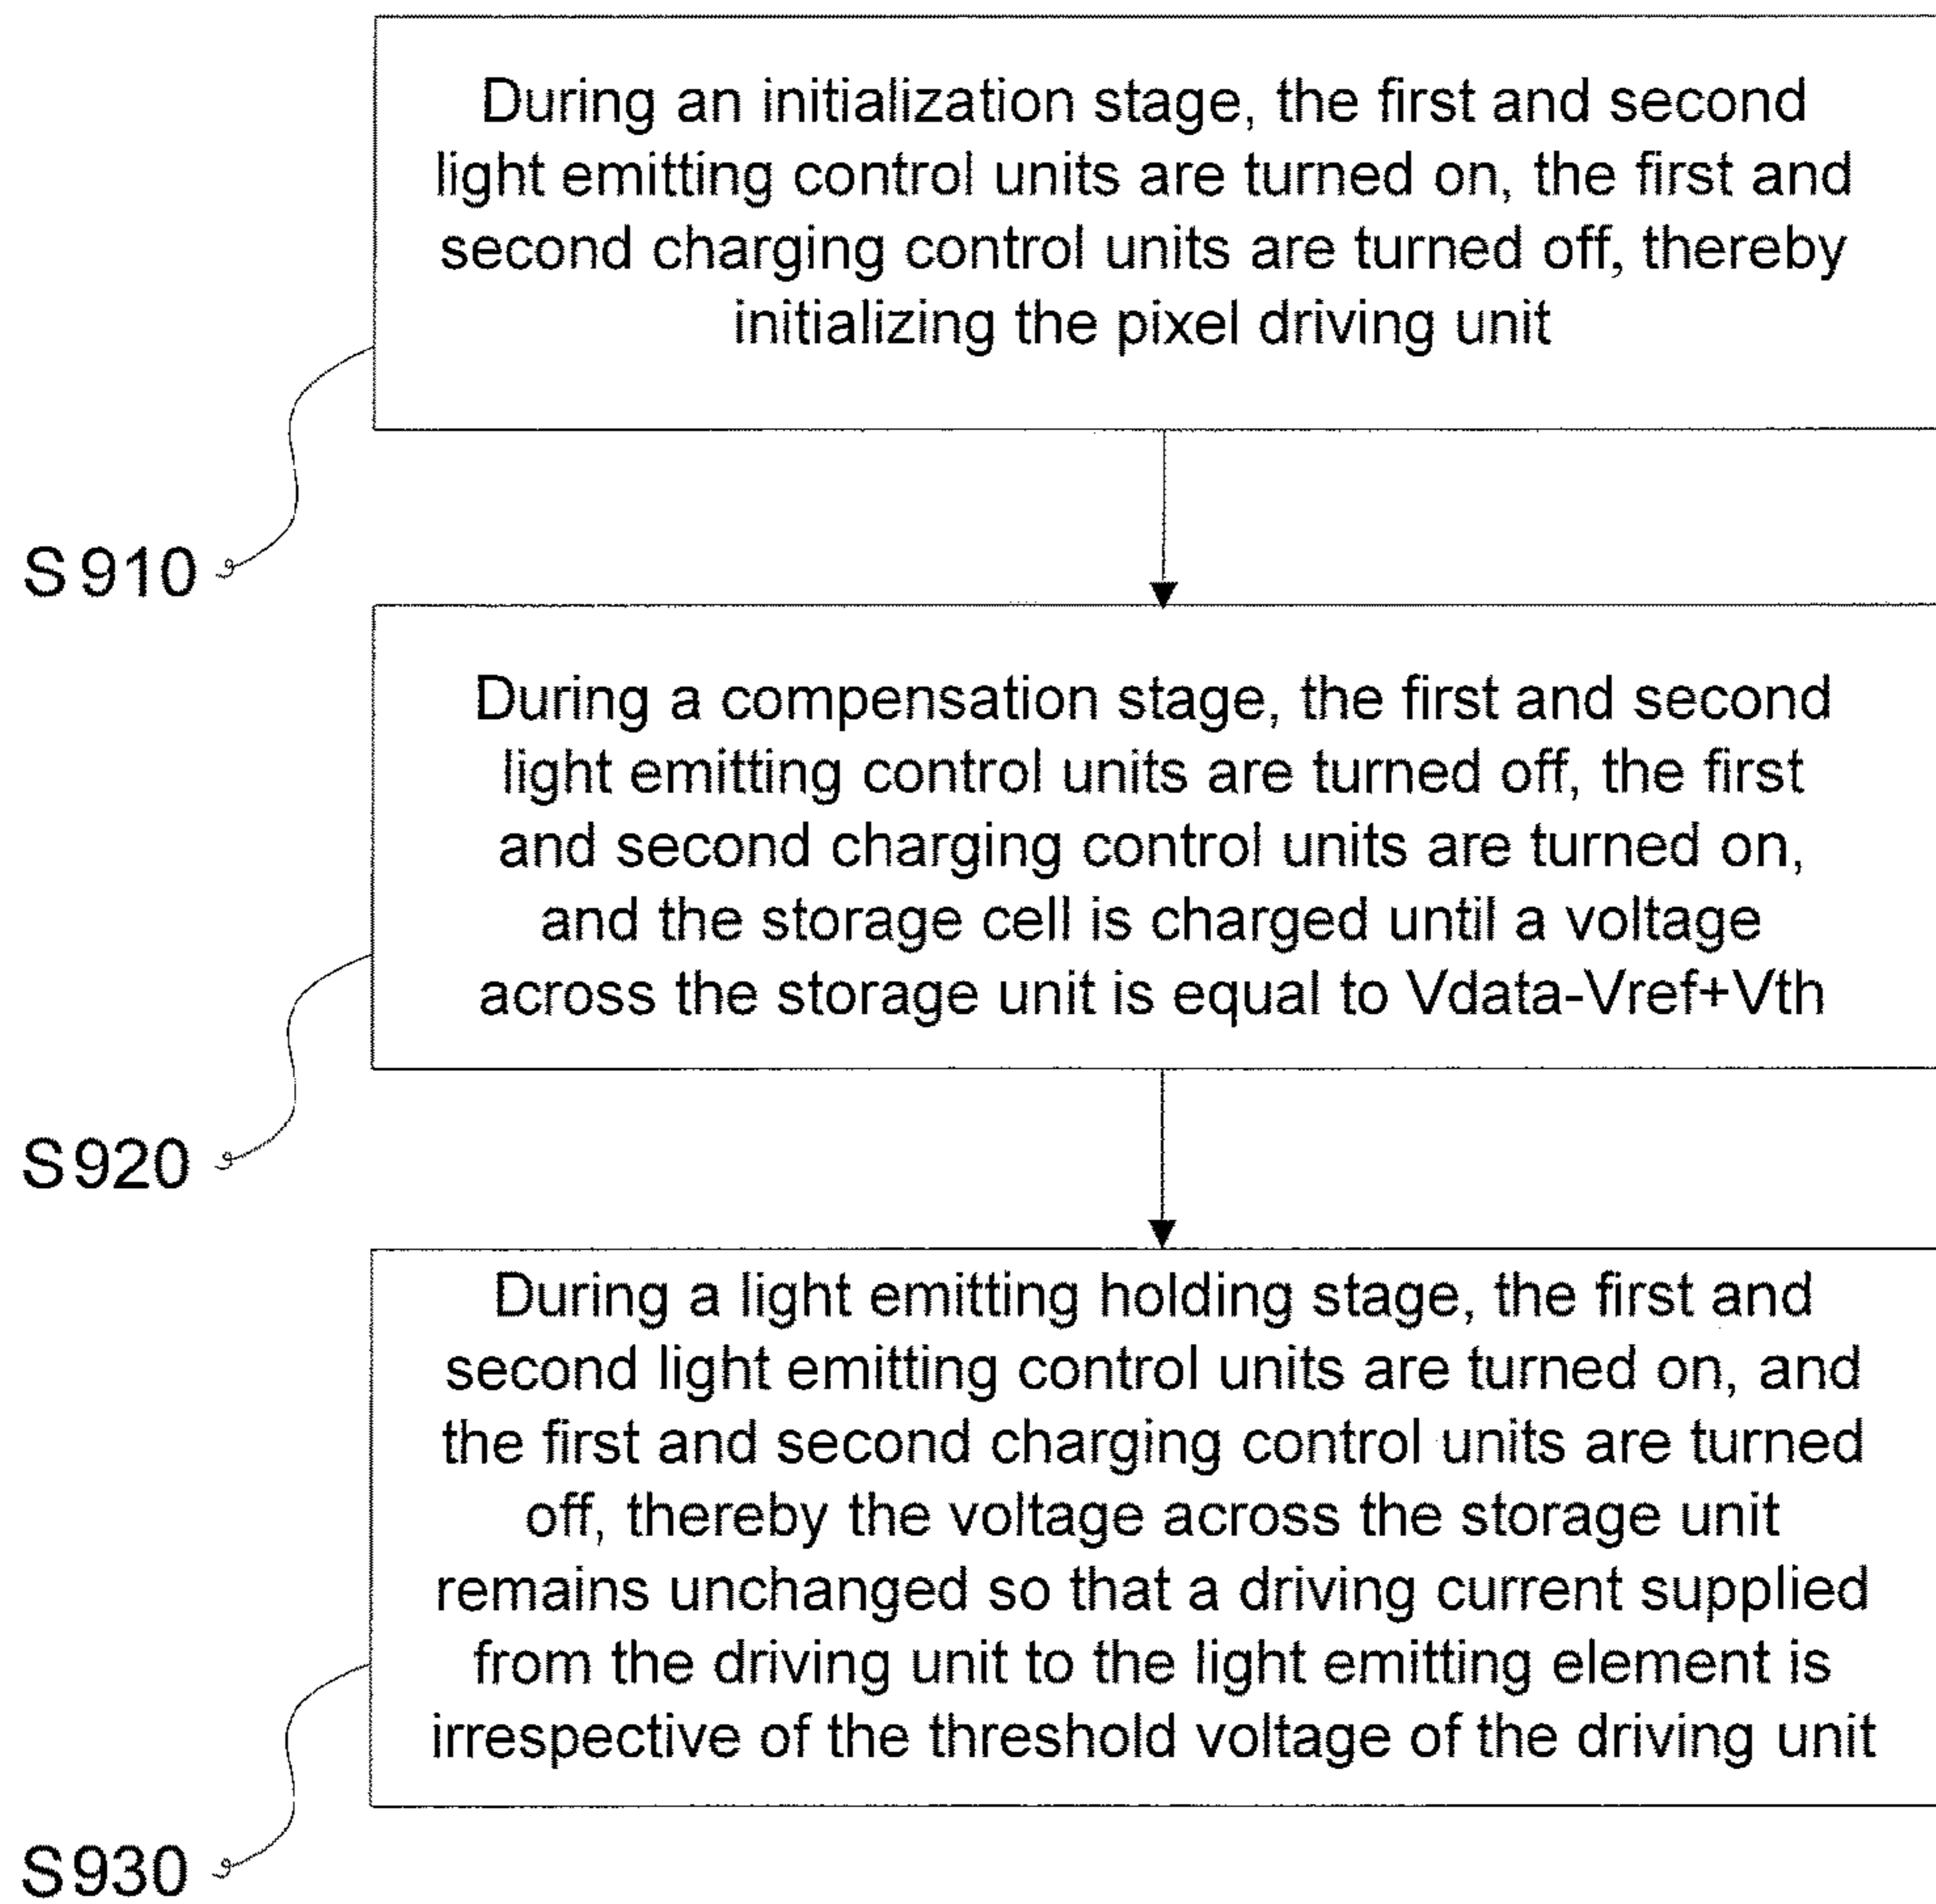 During an initialization stage, the first and second
light emitting control units are turned on, the first and
second charging control units are turned off, thereby
initializing the pixel driving unit
S910
During a compensation stage, the first and second
light emitting control units are turned off, the first
and second charging control units are turned on,
and the storage cell is charged until a voltage
across the storage unit is equal to Vdata-Vref+Vth
S920
During a light emitting holding stage, the first and
second light emitting control units are turned on, and
the first and second charging control units are turned
off, thereby the voltage across the storage unit
remains unchanged so that a driving current supplied
from the driving unit to the light emitting element is
irrespective of the threshold voltage of the driving unit
S930